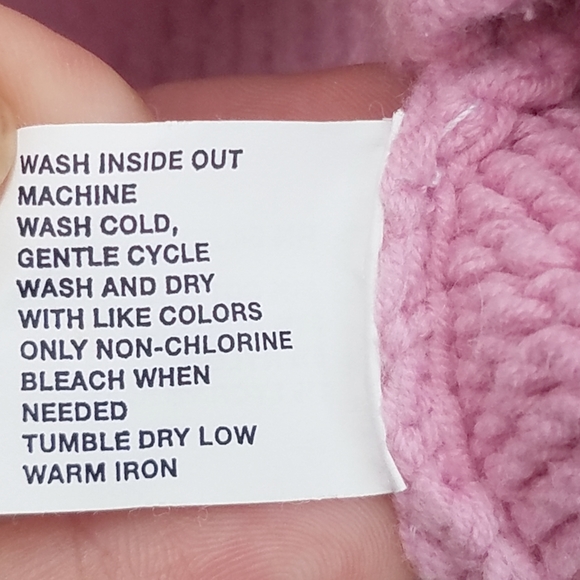 WASH INSIDE OUT
MACHINE
WASH COLD,
GENTLE CYCLE
WASH AND DRY
WITH LIKE COLORS
ONLY NON-CHLORINE
BLEACH WHEN
NEEDED
TUMBLE DRY LOW
WARM IRON